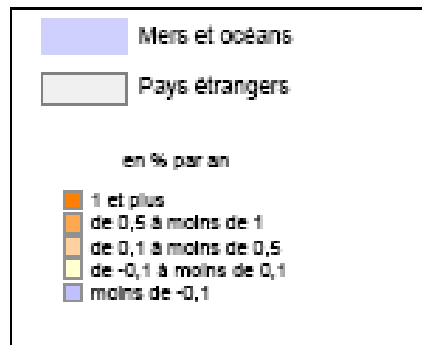 Mers et océans
Pays étrangers
en % par an
1 et plus
de 0,5 à moins de 1
de 0,1 à moins de 0,5
de -0,1 à moins de 0,1
moins de -0,1